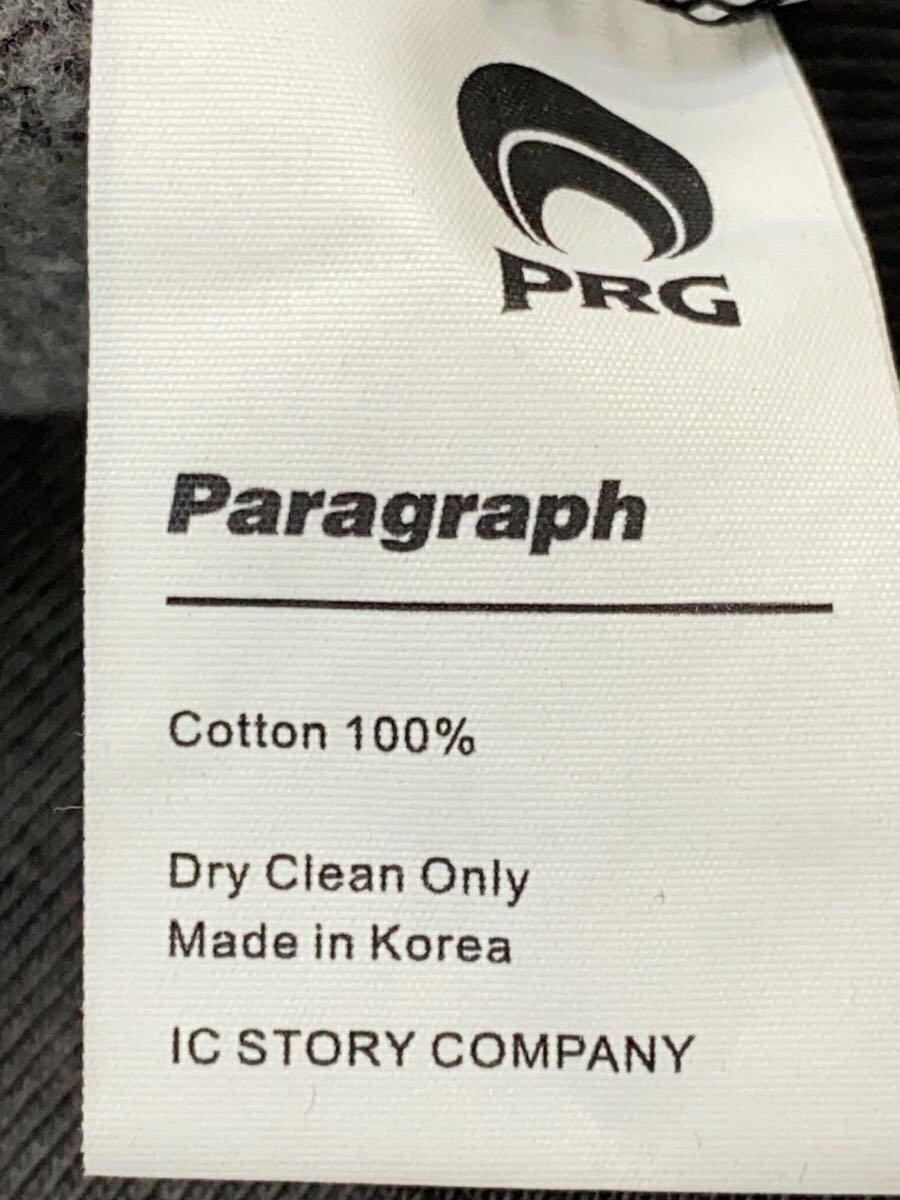 PRG
Paragraph
Cotton 100%
Dry Clean Only
Made in Korea
IC STORY COMPANY